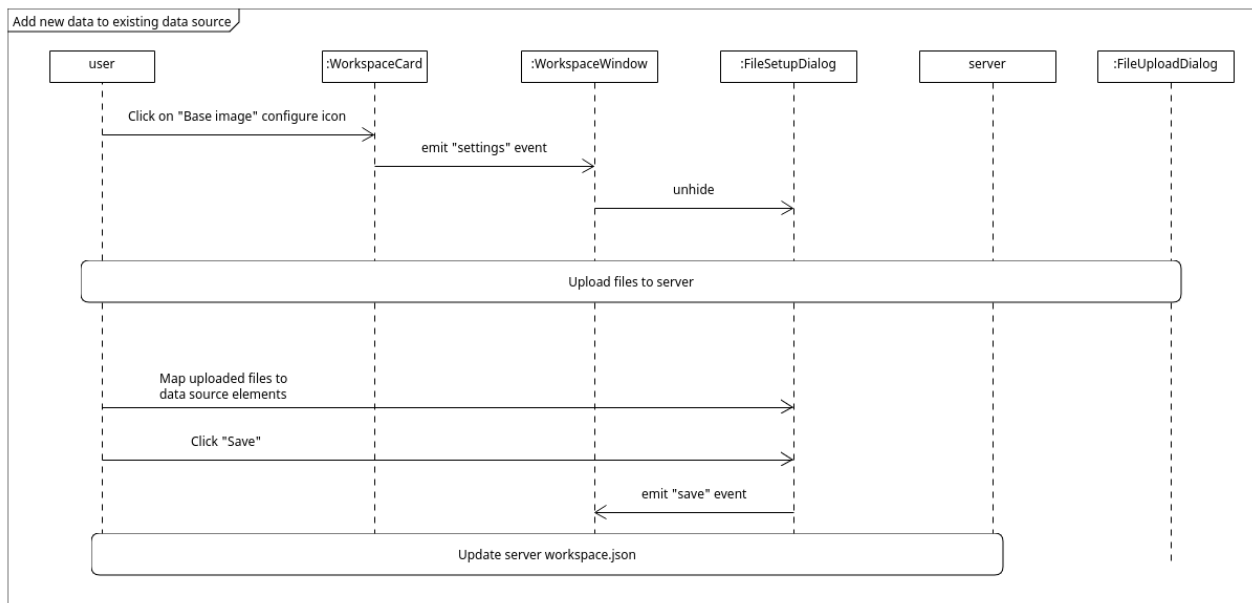 Add new data to existing data source
user
:WorkspaceCard
:WorkspaceWindow
:FileSetupDialog
server
:FileUploadDialog
Click on "Base image" configure icon
emit "settings" event
unhide
Upload files to server
Map uploaded files to
data source elements
Click "Save"
emit "save" event
Update server workspace.json